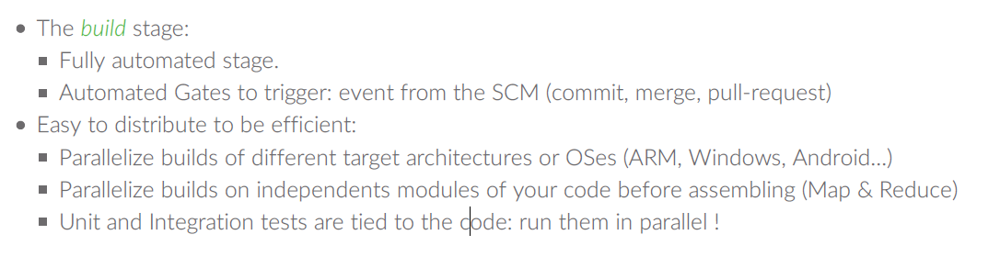 The build stage:
Fully automated stage.
Automated Gates to trigger: event from the SCM (commit, merge, pull-request)
Easy to distribute to be efficient:
Parallelize builds of different target architectures or OSes (ARM, Windows, Android...)
Parallelize builds on independents modules of your code before assembling (Map & Reduce)
Unit and Integration tests are tied to the code: run them in parallel !